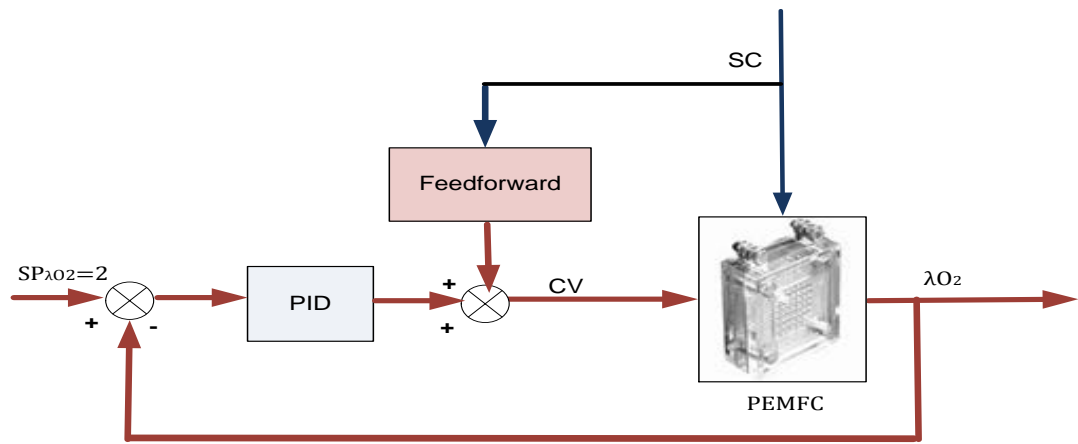 SC
Feedforward
SPλO2=2
+
-
PID
+
+
CV
λO₂
PEMFC